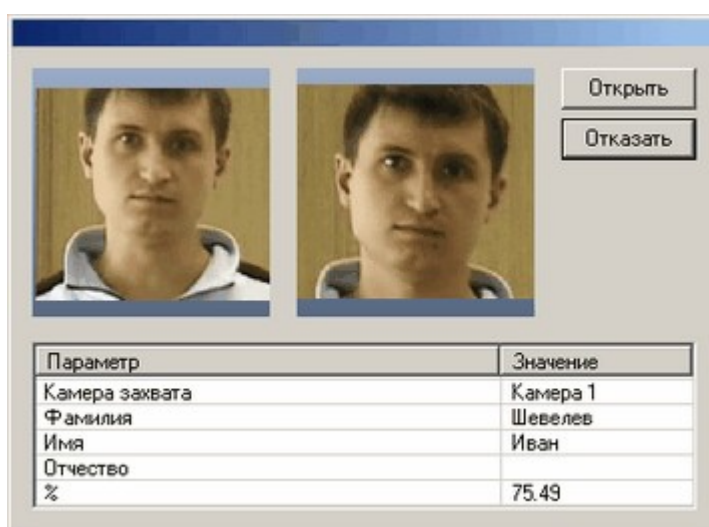 Открыть
Отказать
Параметр Значение
Камера захвата Камера 1
Фамилия Шевелев
Имя Иван
Отчество
% 75.49